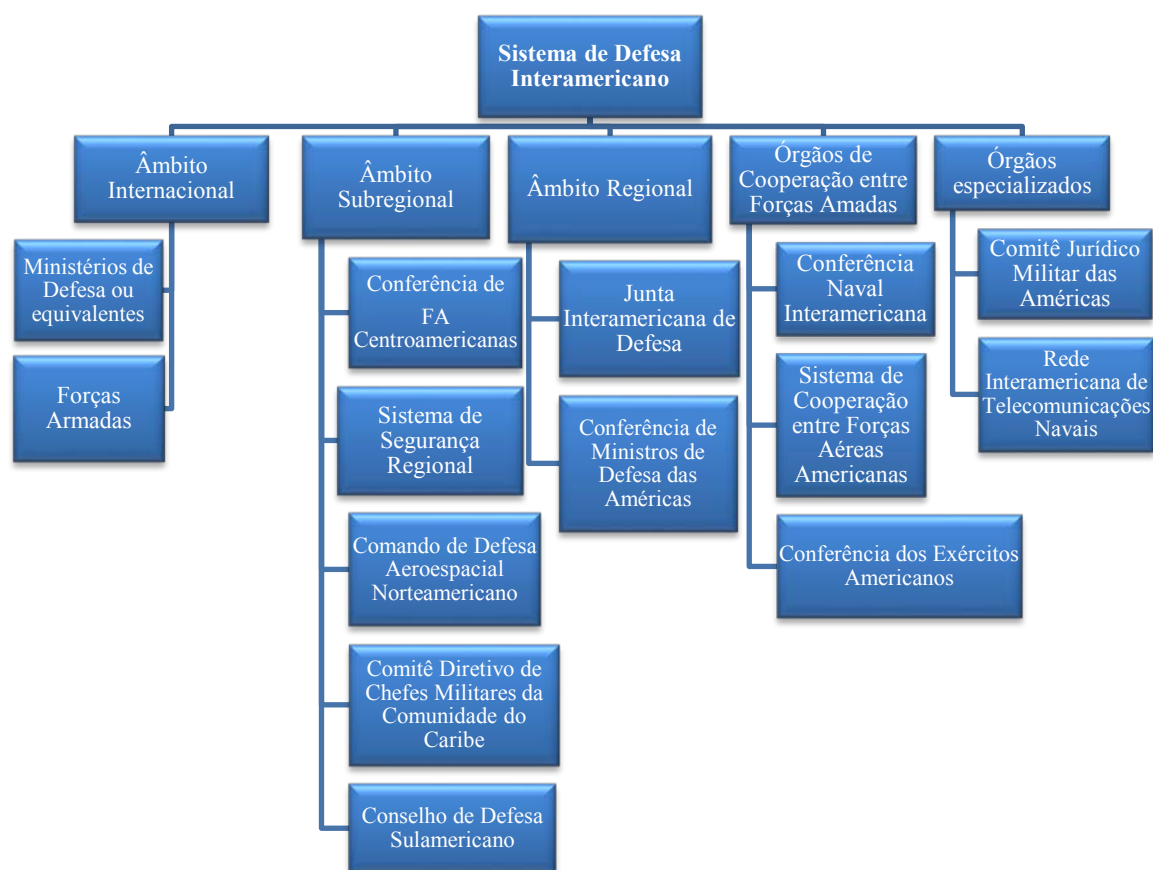 Sistema de Defesa
Interamericano
Âmbito
Internacional
Ministérios de
Defesa ou
equivalentes
Forças
Armadas
Âmbito
Subregional
Conferência de
FA
Centroamericanas
Sistema de
Segurança
Regional
Comando de Defesa
Aeroespacial
Norteamericano
Comitê Diretivo de
Chefes Militares da
Comunidade do
Caribe
Conselho de Defesa
Sulamericano
Âmbito Regional
Junta
Interamericana de
Defesa
Conferência de
Ministros de
Defesa das
Américas
Órgãos de
Cooperação entre
Forças Amadas
Conferência
Naval
Interamericana
Sistema de
Cooperação
entre Forças
Aéreas
Americanas
Conferência dos Exércitos
Americanos
Órgãos
especializados
Comitê Jurídico
Militar das
Américas
Rede
Interamericana de
Telecomunicações
Navais